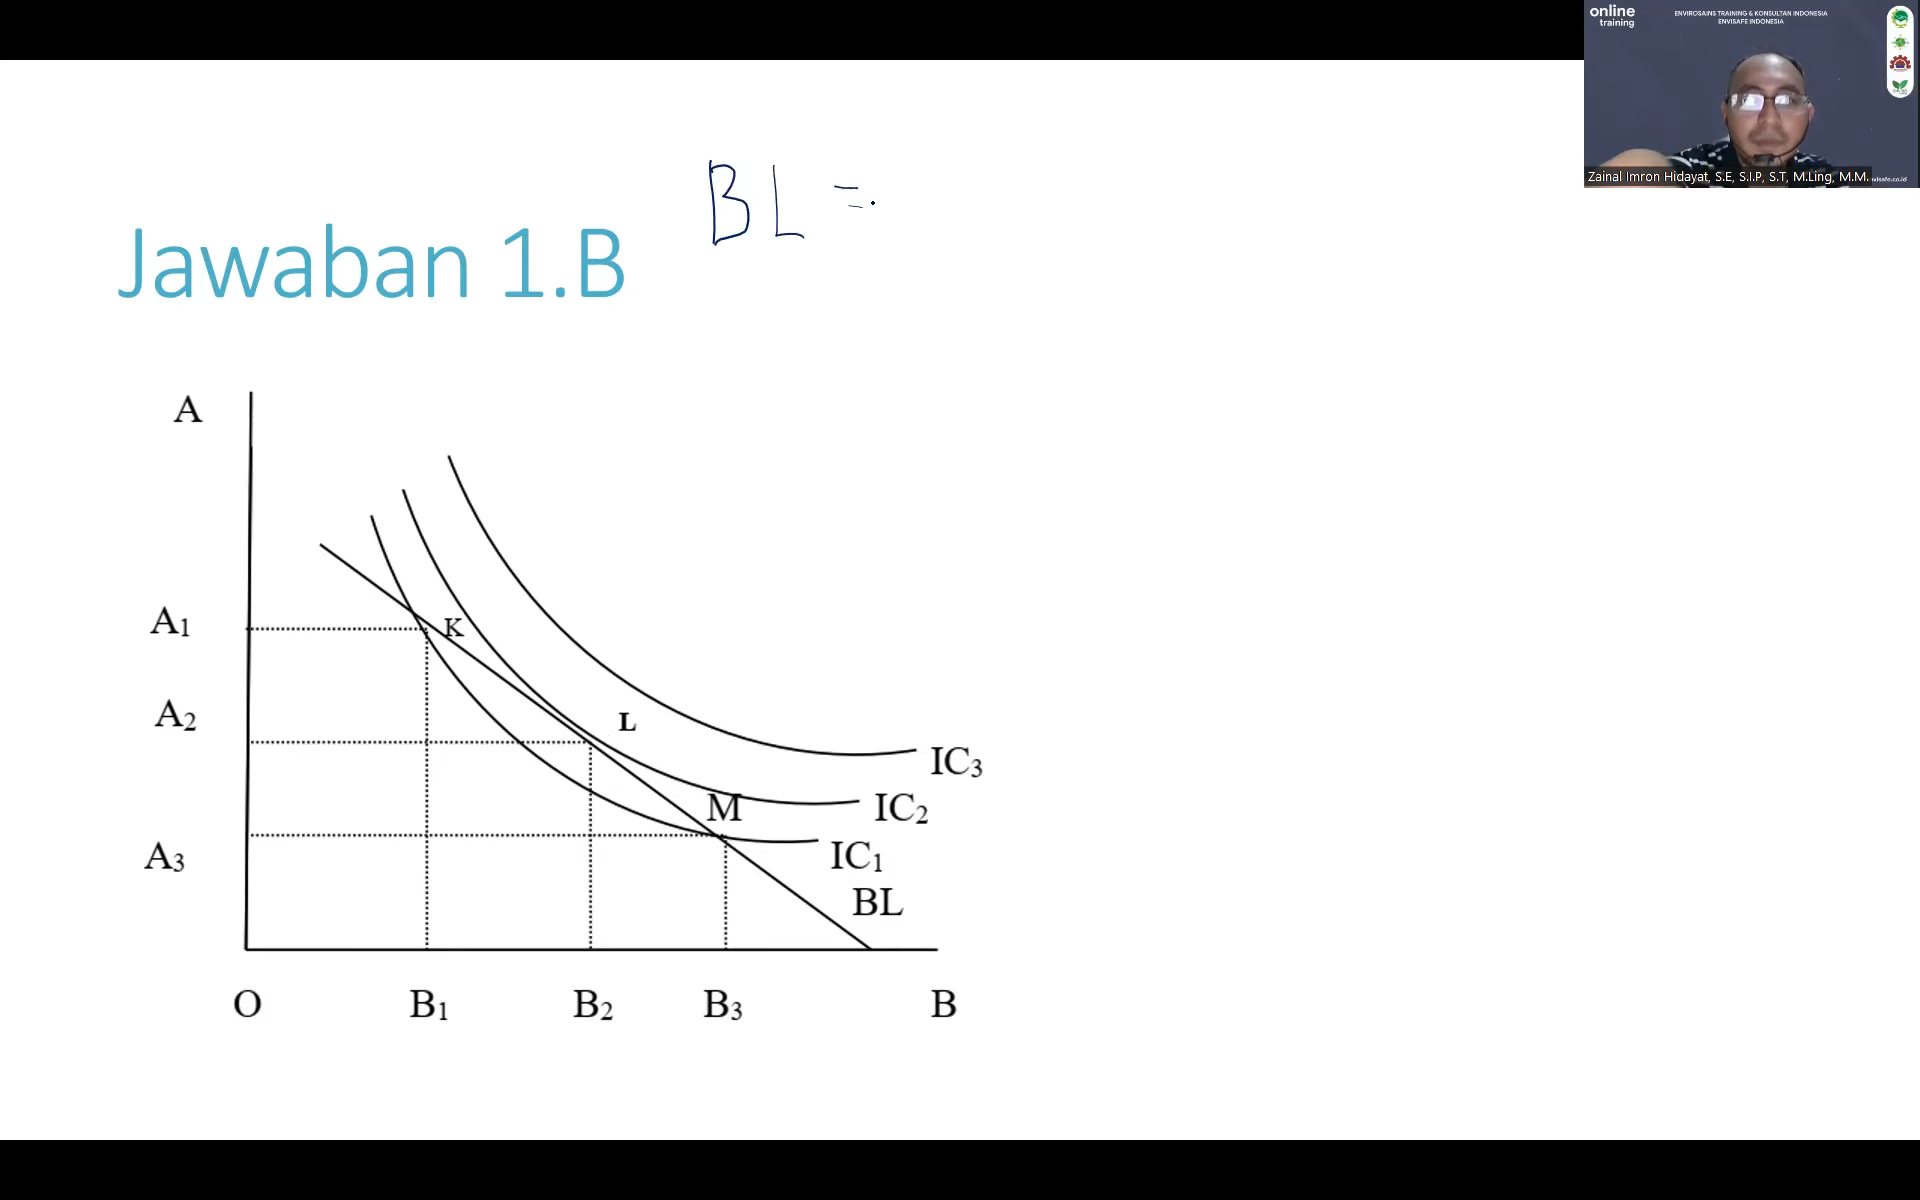 online
training
ENVIROSAINS TRAINING & KONSULTAN INDONESIA
ENVISAFE INDONESIA
Zainal Imron Hidayat, S.E, S.I.P, S.T, M.Ling, M.M.
BL =
Jawaban 1.B
A
A1
K
A2
L
IC3
M
IC2
A3
IC1
BL
O
B1
B2
B3
B